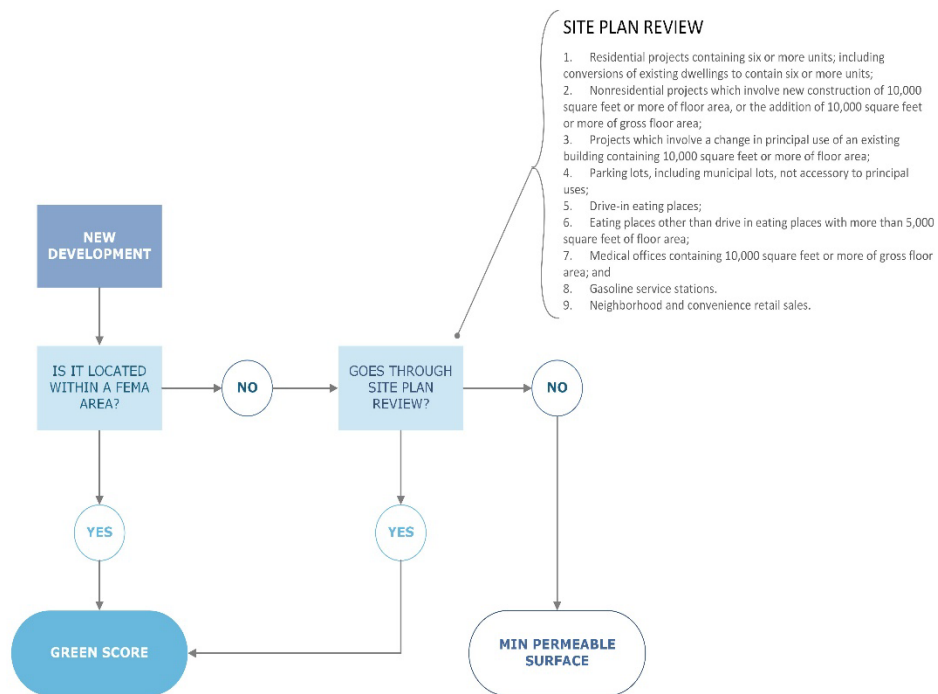 SITE PLAN REVIEW
1. Residential projects containing six or more units; including
conversions of existing dwellings to contain six or more units;
2. Nonresidential projects which involve new construction of 10,000
square feet or more of floor area, or the addition of 10,000 square feet
or more of gross floor area;
3. Projects which involve a change in principal use of an existing
building containing 10,000 square feet or more of floor area;
4. Parking lots, including municipal lots, not accessory to principal
uses;
5. Drive-in eating places;
6. Eating places other than drive in eating places with more than 5,000
square feet of floor area;
7. Medical offices containing 10,000 square feet or more of gross floor
area; and
8. Gasoline service stations.
9. Neighborhood and convenience retail sales.
NEW
DEVELOPMENT
IS IT LOCATED
WITHIN A FEMA
AREA?
NO
GOES THROUGH
SITE PLAN
REVIEW?
NO
YES
YES
GREEN SCORE
MIN PERMEABLE
SURFACE